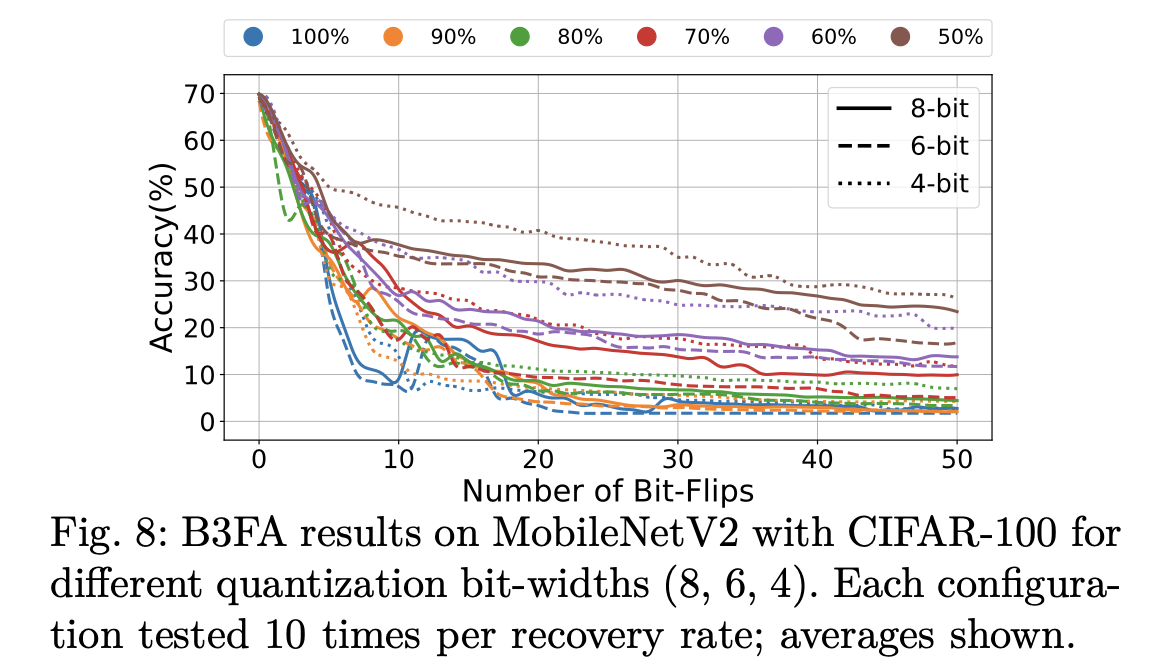 100% 90% 80% 70% 60% 50%
70
60
50
40
30
20
10
0
Accuracy(%)
8-bit
6-bit
4-bit
0 10 20 30 40 50
Number of Bit-Flips
Fig. 8: B3FA results on MobileNetV2 with CIFAR-100 for
different quantization bit-widths (8, 6, 4). Each configura-
tion tested 10 times per recovery rate; averages shown.